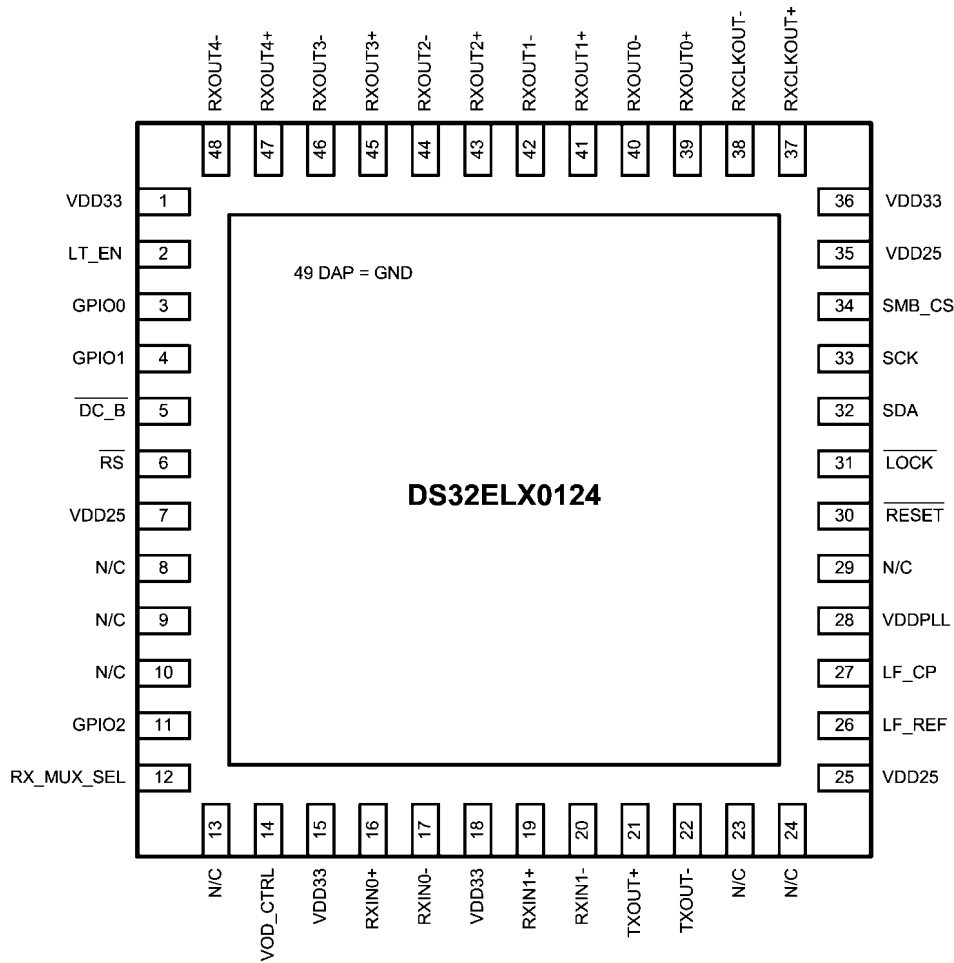 RXOUT4-
RXOUT4+
RXOUT3-
RXOUT3+
RXOUT2-
RXOUT2+
RXOUT1-
RXOUT1+
RXOUT0-
RXOUT0+
RXCLKOUT-
RXCLKOUT+
48
47
46
45
44
43
42
41
40
39
38
37
VDD33 1
LT_EN 2
GPIO0 3
GPIO1 4
DC_B 5
RS 6
VDD25 7
N/C 8
N/C 9
N/C 10
GPIO2 11
RX_MUX_SEL 12
49 DAP = GND
DS32ELX0124
36 VDD33
35 VDD25
34 SMB_CS
33 SCK
32 SDA
31 LOCK
30 RESET
29 N/C
28 VDDPLL
27 LF_CP
26 LF_REF
25 VDD25
13
14
15
16
17
18
19
20
21
22
23
24
N/C
VOD_CTRL
VDD33
RXIN0+
RXIN0-
VDD33
RXIN1+
RXIN1-
TXOUT+
TXOUT-
N/C
N/C